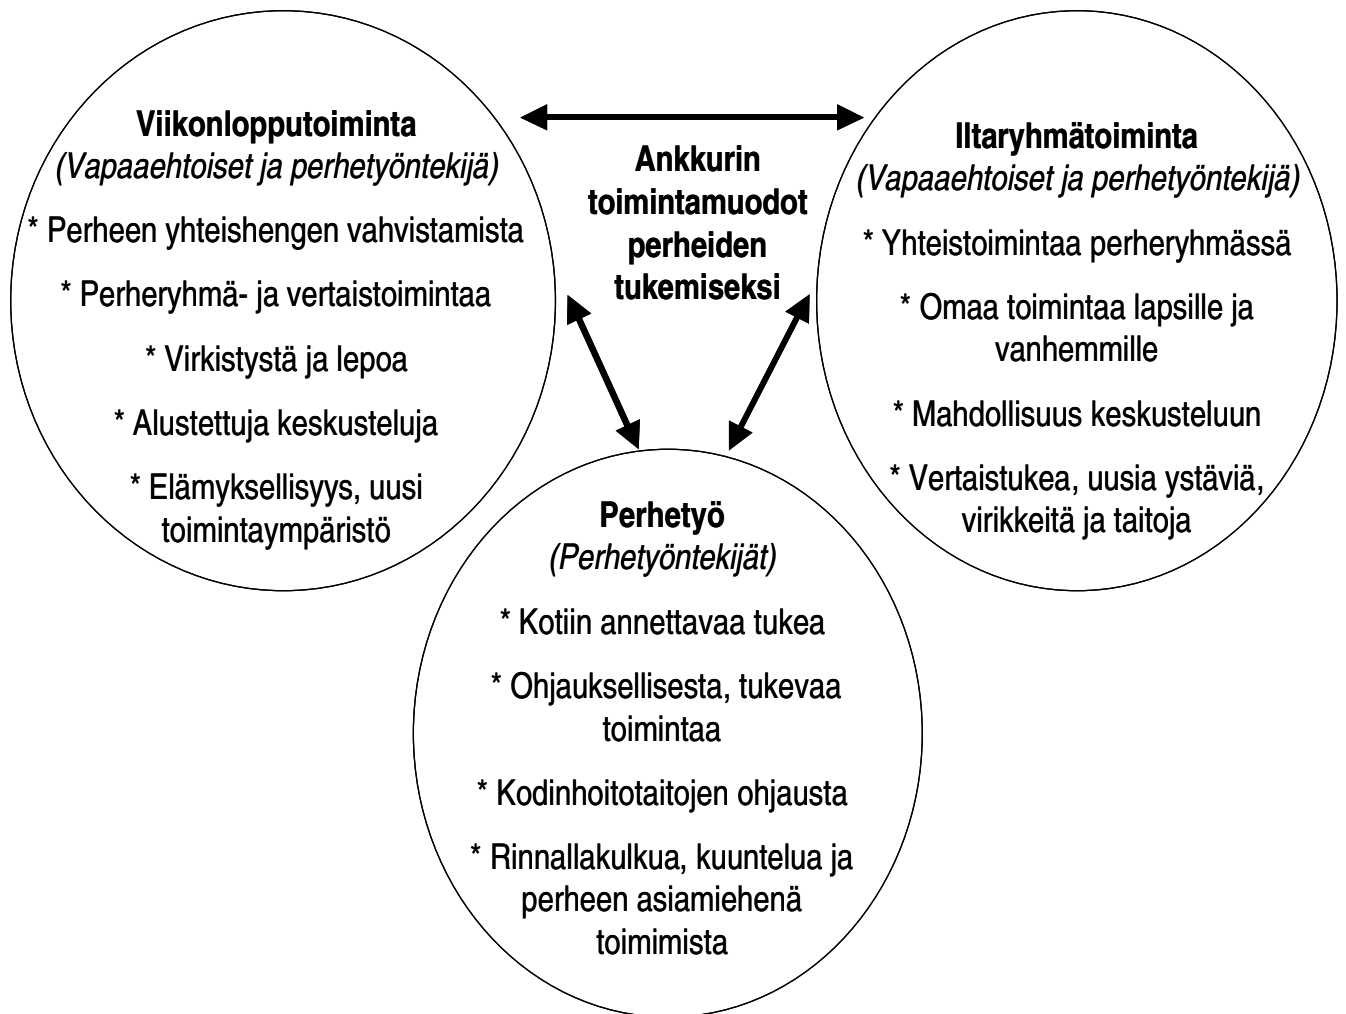 Viikonlopputoiminta
(Vapaaehtoiset ja perhetyöntekijä)
* Perheen yhteishengen vahvistamista
* Perheryhmä- ja vertaistoimintaa
* Virkistystä ja lepoa
* Alustettuja keskusteluja
* Elämyksellisyys, uusi
toimintaympäristö
Ankkurin
toimintamuodot
perheiden
tukemiseksi
Iltaryhmätoiminta
(Vapaaehtoiset ja perhetyöntekijä)
* Yhteistoimintaa perheryhmässä
* Omaa toimintaa lapsille ja
vanhemmille
* Mahdollisuus keskusteluun
* Vertaistukea, uusia ystäviä,
virikkeitä ja taitoja
Perhetyö
(Perhetyöntekijät)
* Kotiin annettavaa tukea
* Ohjauksellisesta, tukevaa
toimintaa
* Kodinhoitotaitojen ohjausta
* Rinnallakulkua, kuuntelua ja
perheen asiamiehenä
toimimista